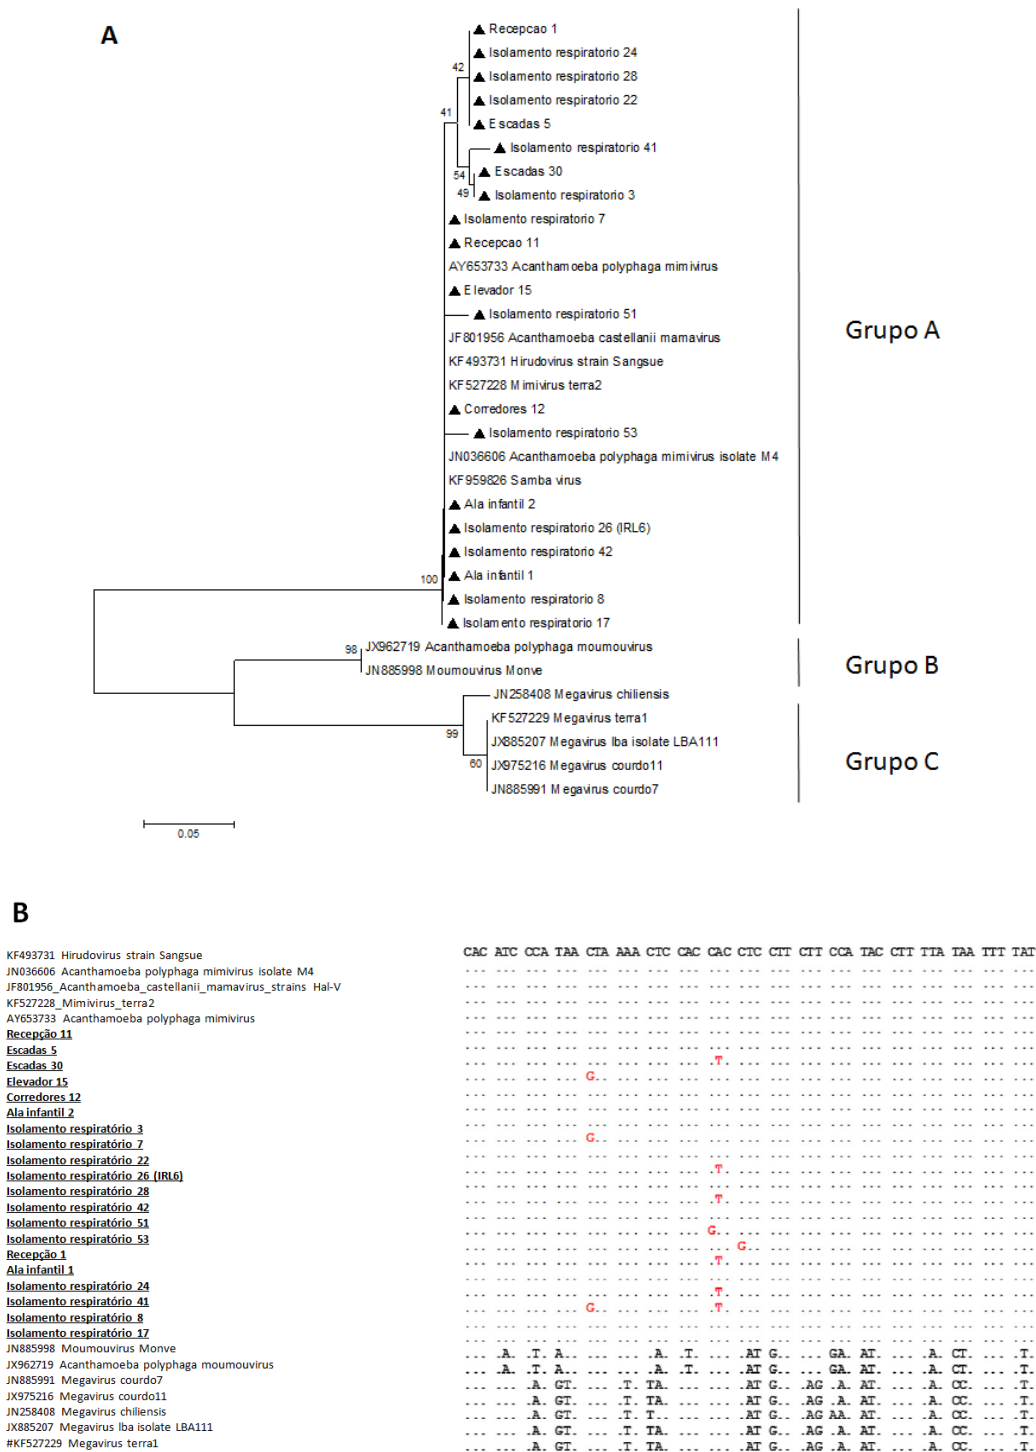 A
Recepcao 1
Isolamento respiratorio 24
42
Isolamento respiratorio 28
Isolamento respiratorio 22
41
Escadas 5
Isolamento respiratorio 41
54
Escadas 30
49
Isolamento respiratorio 3
Isolamento respiratorio 7
Recepcao 11
AY653733 Acanthamoeba polyphaga mimivirus
Elevador 15
Isolamento respiratorio 51
Grupo A
JF801956 Acanthamoeba castellanii mamavirus
KF493731 Hirudovirus strain Sangsue
KF527228 Mimivirus terra2
Corredores 12
Isolamento respiratorio 53
JN036606 Acanthamoeba polyphaga mimivirus isolate M4
KF959826 Samba virus
Ala infantil 2
Isolamento respiratorio 26 (IRL6)
Isolamento respiratorio 42
100
Ala infantil 1
Isolamento respiratorio 8
Isolamento respiratorio 17
98
JX962719 Acanthamoeba polyphaga moumouvirus
JN885998 Moumouvirus Monve
Grupo B
JN258408 Megavirus chiliensis
KF527229 Megavirus terra1
99
JX885207 Megavirus lba isolate LBA111
60
JX975216 Megavirus courdo11
Grupo C
JN885991 Megavirus courdo7
0.05
B
KF493731 Hirudovirus strain Sangsue CAC ATC CCA TAA CTA AAA CTC CAC CAC CTC CTT CTT CCA TAC CTT TTA TAA TTT TAT
JN036606 Acanthamoeba polyphaga mimivirus isolate M4 ... ... ... ... ... ... ... ... ... ... ... ... ... ... ... ... ... ... ...
JF801956_Acanthamoeba_castellanii_mamavirus_strains Hal-V ... ... ... ... ... ... ... ... ... ... ... ... ... ... ... ... ... ... ...
KF527228_Mimivirus_terra2 ... ... ... ... ... ... ... ... ... ... ... ... ... ... ... ... ... ... ...
AY653733 Acanthamoeba polyphaga mimivirus ... ... ... ... ... ... ... ... ... ... ... ... ... ... ... ... ... ... ...
Recepção 11 ... ... ... ... ... ... ... ... ... ... ... ... ... ... ... ... ... ... ...
Escadas 5 ... ... ... ... ... ... ... ... .T. ... ... ... ... ... ... ... ... ... ...
Escadas 30 ... ... ... ... G.. ... ... ... ... ... ... ... ... ... ... ... ... ... ...
Elevador 15 ... ... ... ... ... ... ... ... ... ... ... ... ... ... ... ... ... ... ...
Corredores 12 ... ... ... ... ... ... ... ... ... ... ... ... ... ... ... ... ... ... ...
Ala infantil 2 ... ... ... ... ... ... ... ... ... ... ... ... ... ... ... ... ... ... ...
Isolamento respiratório 3 ... ... ... ... G.. ... ... ... ... ... ... ... ... ... ... ... ... ... ...
Isolamento respiratório 7 ... ... ... ... ... ... ... ... ... ... ... ... ... ... ... ... ... ... ...
Isolamento respiratório 22 ... ... ... ... ... ... ... ... .T. ... ... ... ... ... ... ... ... ... ...
Isolamento respiratório 26 (IRL6) ... ... ... ... ... ... ... ... ... ... ... ... ... ... ... ... ... ... ...
Isolamento respiratório 28 ... ... ... ... ... ... ... ... .T. ... ... ... ... ... ... ... ... ... ...
Isolamento respiratório 42 ... ... ... ... ... ... ... ... ... ... ... ... ... ... ... ... ... ... ...
Isolamento respiratório 51 ... ... ... ... ... ... ... ... G.. ... ... ... ... ... ... ... ... ... ...
Isolamento respiratório 53 ... ... ... ... ... ... ... ... ... G.. ... ... ... ... ... ... ... ... ...
Recepção 1 ... ... ... ... ... ... ... ... .T. ... ... ... ... ... ... ... ... ... ...
Ala infantil 1 ... ... ... ... ... ... ... ... ... ... ... ... ... ... ... ... ... ... ...
Isolamento respiratório 24 ... ... ... ... ... ... ... ... .T. ... ... ... ... ... ... ... ... ... ...
Isolamento respiratório 41 ... ... ... ... G.. ... ... ... .T. ... ... ... ... ... ... ... ... ... ...
Isolamento respiratório 8 ... ... ... ... ... ... ... ... ... ... ... ... ... ... ... ... ... ... ...
Isolamento respiratório 17 ... ... ... ... ... ... ... ... ... ... ... ... ... ... ... ... ... ... ...
JN885998 Moumouvirus Monve
JX962719 Acanthamoeba polyphaga moumouvirus
JN885991 Megavirus courdo7
JX975216 Megavirus courdo11
JN258408 Megavirus chiliensis
JX885207 Megavirus lba isolate LBA111
#KF527229 Megavirus terra1